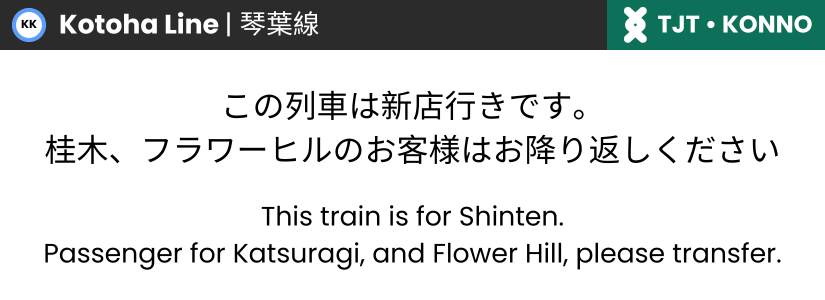 KK Kotoha Line | 琴葉線 TJT • KONNO
この列車は新店行きです。
桂木、フラワーヒルのお客様はお降り返しください
This train is for Shinten.
Passenger for Katsuragi, and Flower Hill, please transfer.